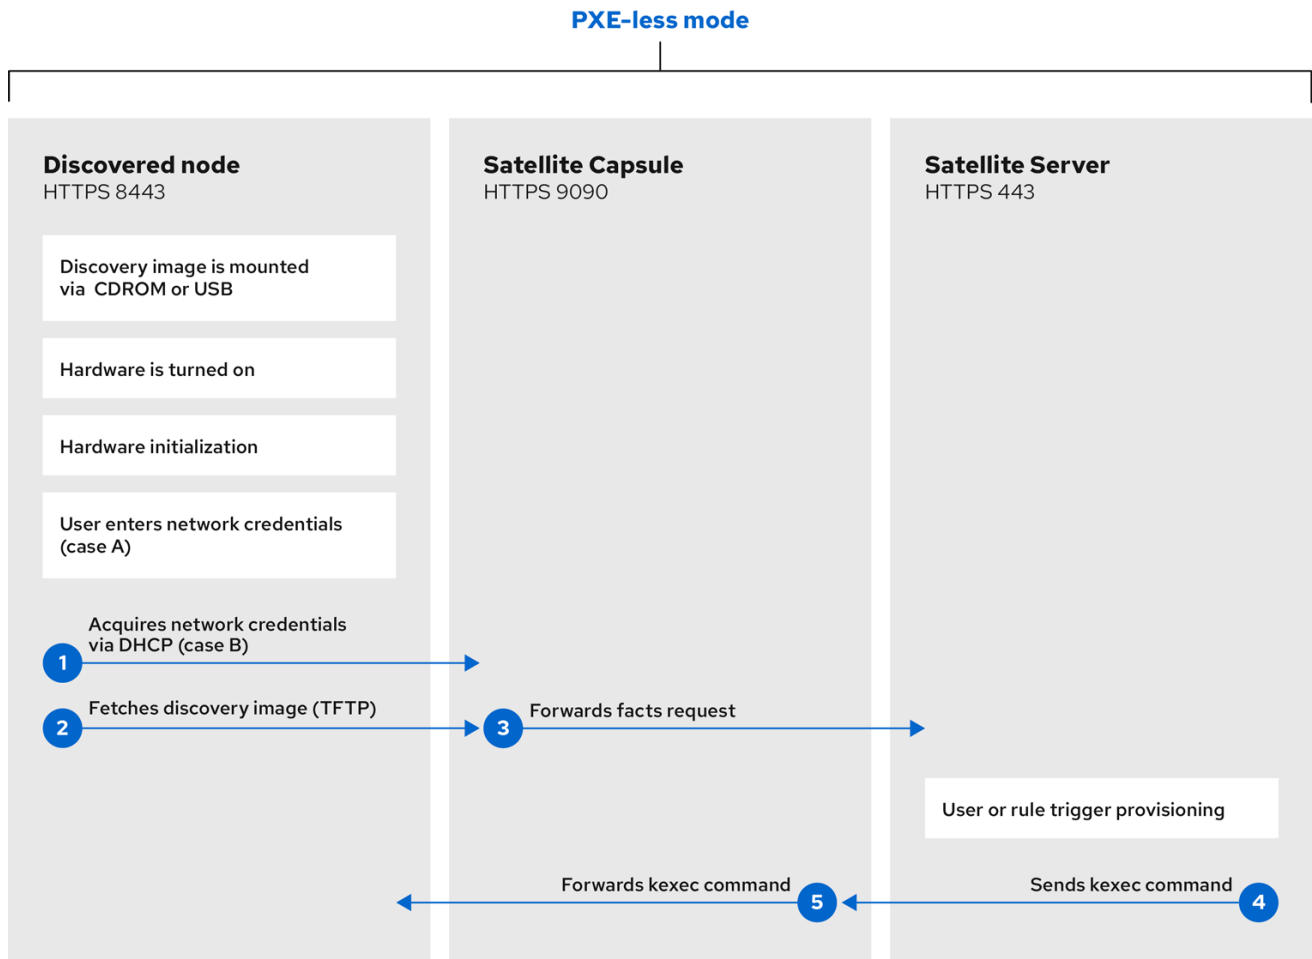 PXE-less mode
Discovered node
HTTPS 8443
Discovery image is mounted
via CDROM or USB
Hardware is turned on
Hardware initialization
User enters network credentials
(case A)
Acquires network credentials
via DHCP (case B)
1
Fetches discovery image (TFTP)
2
Satellite Capsule
HTTPS 9090
Forwards facts request
3
Forwards kexec command
5
Satellite Server
HTTPS 443
User or rule trigger provisioning
Sends kexec command
4